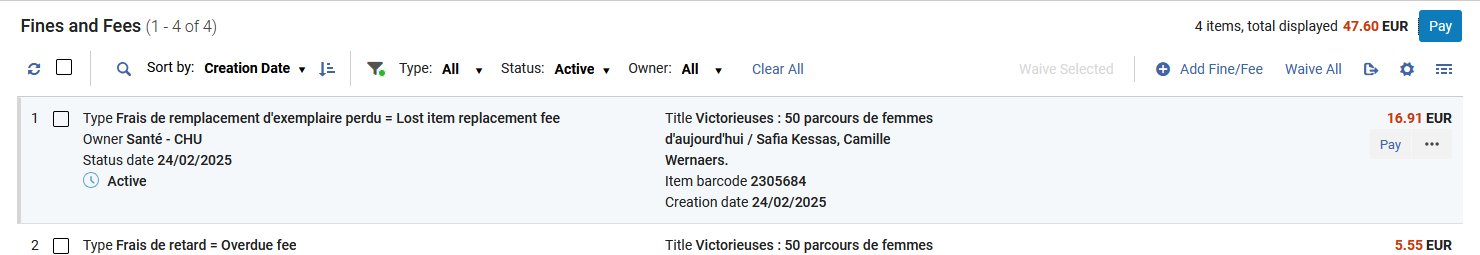 Fines and Fees (1 - 4 of 4) 4 items, total displayed 47.60 EUR Pay
Sort by: Creation Date Type: All Status: Active Owner: All Clear All Waive Selected Add Fine/Fee Waive All
1 Type Frais de remplacement d'exemplaire perdu = Lost item replacement fee Title Victorieuses : 50 parcours de femmes 16.91 EUR
Owner Santé - CHU d'aujourd'hui / Safia Kessas, Camille Pay
Status date 24/02/2025 Wernaers.
Active Item barcode 2305684
Creation date 24/02/2025
2 Type Frais de retard = Overdue fee Title Victorieuses : 50 parcours de femmes 5.55 EUR